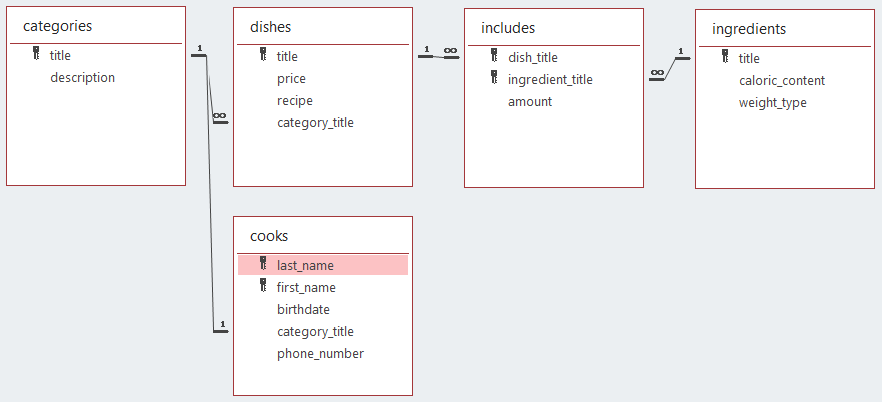 categories
title
description
dishes
title
price
recipe
category_title
includes
dish_title
ingredient_title
amount
ingredients
title
caloric_content
weight_type
cooks
last_name
first_name
birthdate
category_title
phone_number
1
∞
1
∞
∞
1
1